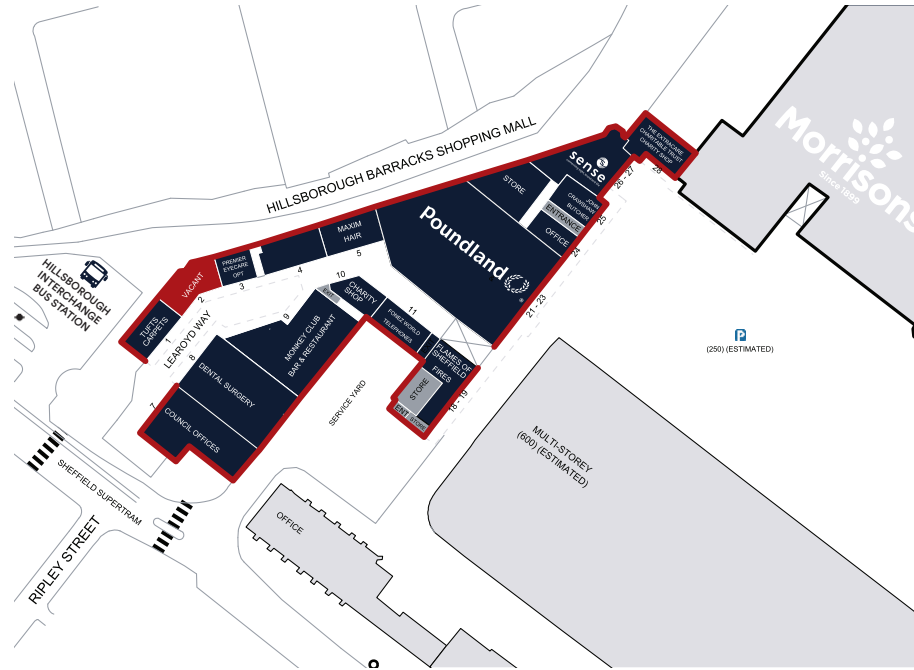 HILLSBOROUGH BARRACKS SHOPPING MALL
Morrisons
Since 1899
THE EXTRACARE
CHARITABLE TRUST
CHARITY SHOP
28
26 - 27
sense
STORE
JOHN
CRAWSHAW
BUTCHER
ENTRANCE
OFFICE
25
24
21 - 23
Poundland
MAXIM
HAIR
5
4
PREMIER
EYECARE
OPT
3
VACANT
2
TUFTS
CARPETS
1
LEAROYD WAY
HILLSBOROUGH
INTERCHANGE
BUS STATION
10
ENT
CHARITY
SHOP
11
FONEZ WORLD
TELEPHONES
FLAMES OF
SHEFFIELD
FIRES
STORE
ENT
STORE
18 - 19
9
MONKEY CLUB
BAR & RESTAURANT
8
DENTAL SURGERY
7
COUNCIL OFFICES
SERVICE YARD
P
(250) (ESTIMATED)
MULTI-STOREY
(600) (ESTIMATED)
SHEFFIELD SUPERTRAM
RIPLEY STREET
OFFICE